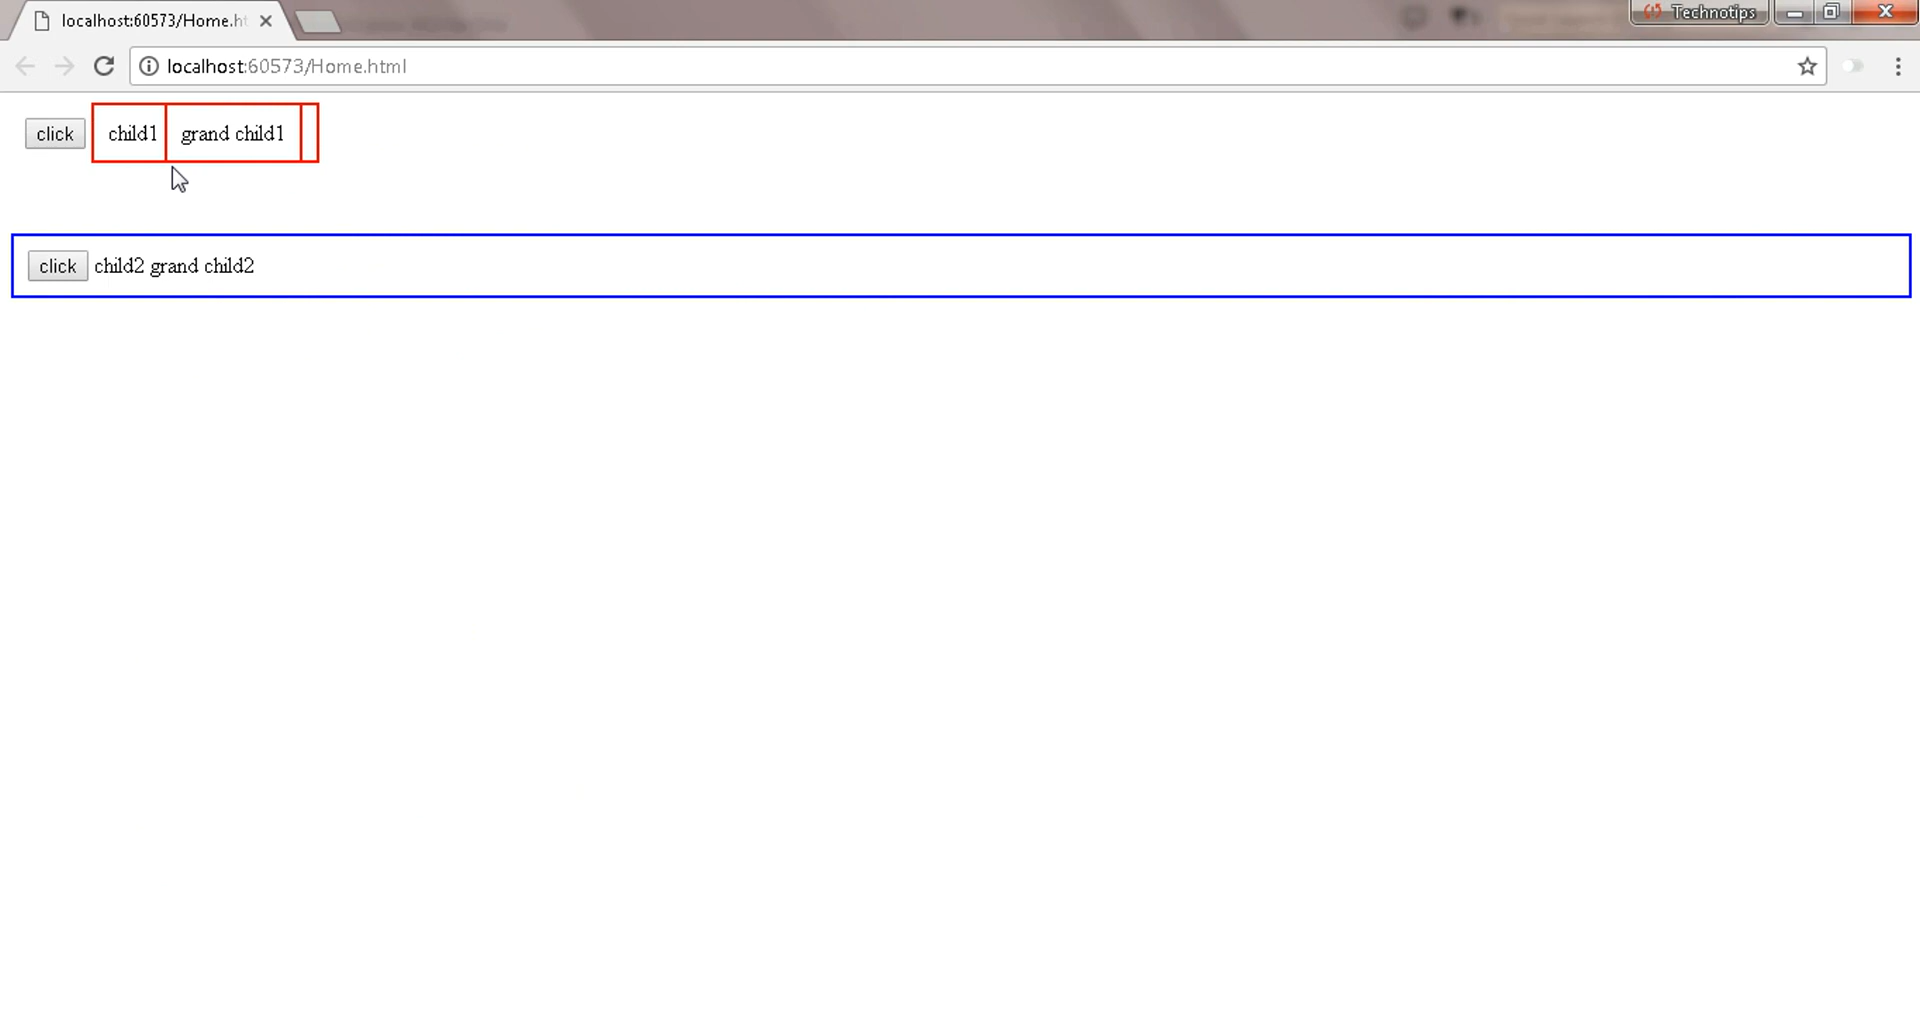 localhost:60573/Home.ht
Technotips
localhost:60573/Home.html
click child1 grand child1
click child2 grand child2